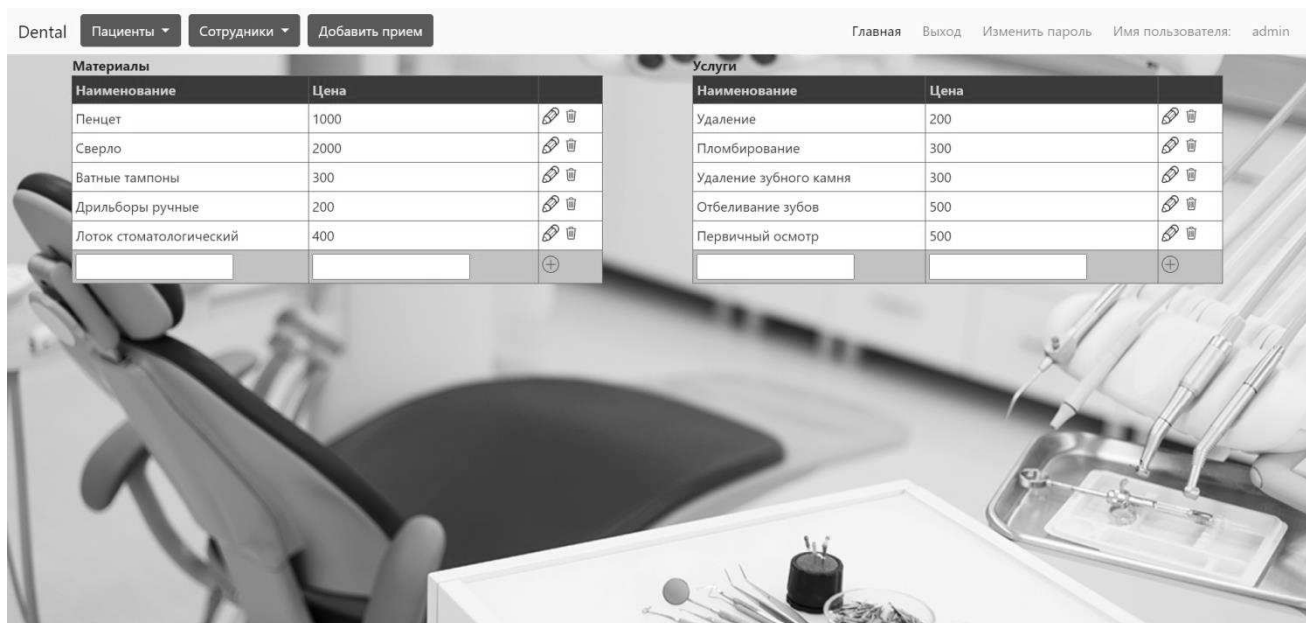 Dental Пациенты Сотрудники Добавить прием Главная Выход Изменить пароль Имя пользователя: admin
Материалы
Наименование Цена
Пенцет 1000
Сверло 2000
Ватные тампоны 300
Дрильборы ручные 200
Лоток стоматологический 400
Услуги
Наименование Цена
Удаление 200
Пломбирование 300
Удаление зубного камня 300
Отбеливание зубов 500
Первичный осмотр 500